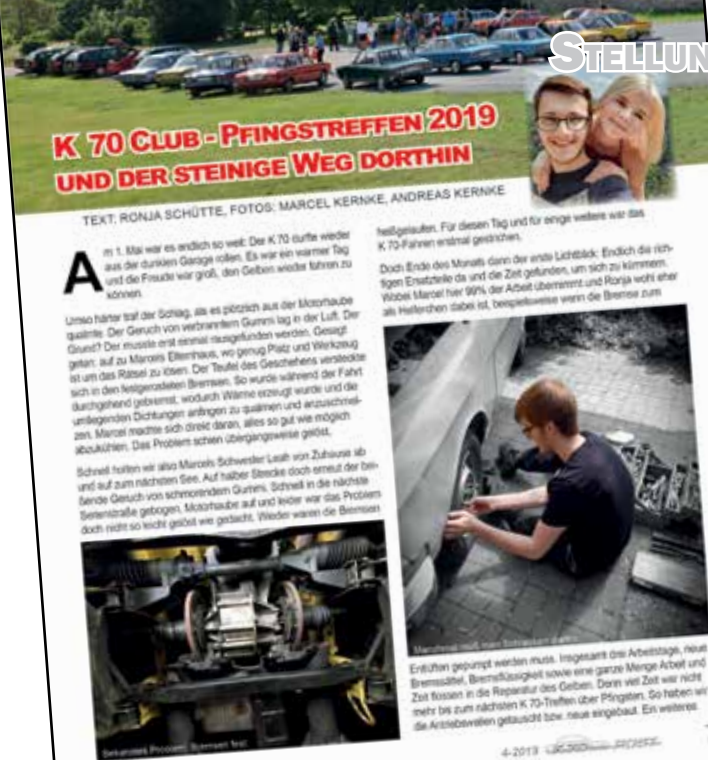 STELLUN
K 70 CLUB - PFINGSTREFFEN 2019
UND DER STEINIGE WEG DORTHIN
TEXT: RONJA SCHÜTTE, FOTOS: MARCEL KERNKE, ANDREAS KERNKE
Am 1. Mai war es endlich so weit: Der K 70 durfte wieder
aus der dunklen Garage rollen. Es war ein warmer Tag
und die Freude war groß, den Gelben wieder fahren zu
können.
Umso härter traf der Schlag, als es plötzlich aus der Motorhaube
qualmte. Der Geruch von verbranntem Gummi lag in der Luft. Der
Grund? Der musste erst einmal rausgefunden werden. Gesagt
getan: auf zu Marcels Elternhaus, wo genug Platz und Werkzeug
ist um das Rätsel zu lösen. Der Teufel des Geschehens versteckte
sich in den festgerosteten Bremsen. So wurde während der Fahrt
durchgehend gebremst, wodurch Wärme erzeugt wurde und die
umliegenden Dichtungen anfingen zu qualmen und anzuschmel-
zen. Marcel machte sich direkt daran, alles so gut wie möglich
abzukühlen. Das Problem schien übergangsweise gelöst.
Schnell holten wir also Marcels Schwester Leah von Zuhause ab
und auf zum nächsten See. Auf halber Strecke doch erneut der bei-
ßende Geruch von schmorendem Gummi. Schnell in die nächste
Seitenstraße gebogen, Motorhaube auf und leider war das Problem
doch nicht so leicht gelöst wie gedacht. Wieder waren die Bremsen
Bekanntes Problem: Bremsen fest
heißgelaufen. Für diesen Tag und für einige weitere war das
K 70-Fahren erstmal gestrichen.
Doch Ende des Monats dann der erste Lichtblick: Endlich die rich-
tigen Ersatzteile da und die Zeit gefunden, um sich zu kümmern.
Wobei Marcel hier 99% der Arbeit übernimmt und Ronja wohl eher
als Helferchen dabei ist, beispielsweise wenn die Bremse zum
Manchmal muss man
Entlüften gepumpt werden muss. Insgesamt drei Arbeitstage, neue
Bremssättel, Bremsflüssigkeit sowie eine ganze Menge Arbeit und
Zeit flossen in die Reparatur des Gelben. Denn viel Zeit war nicht
mehr bis zum nächsten K 70-Treffen über Pfingsten. So haben wir
die Antriebswellen getauscht bzw. neue eingebaut. Ein weiteres
4-2019